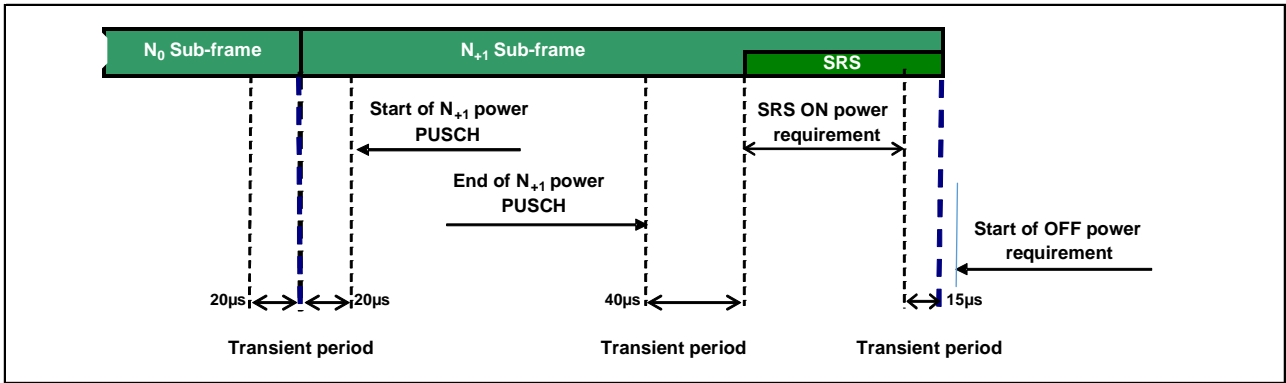 N₀ Sub-frame
N₊₁ Sub-frame
SRS
Start of N₊₁ power
PUSCH
SRS ON power
requirement
End of N₊₁ power
PUSCH
Start of OFF power
requirement
20µs
20µs
40µs
15µs
Transient period
Transient period
Transient period